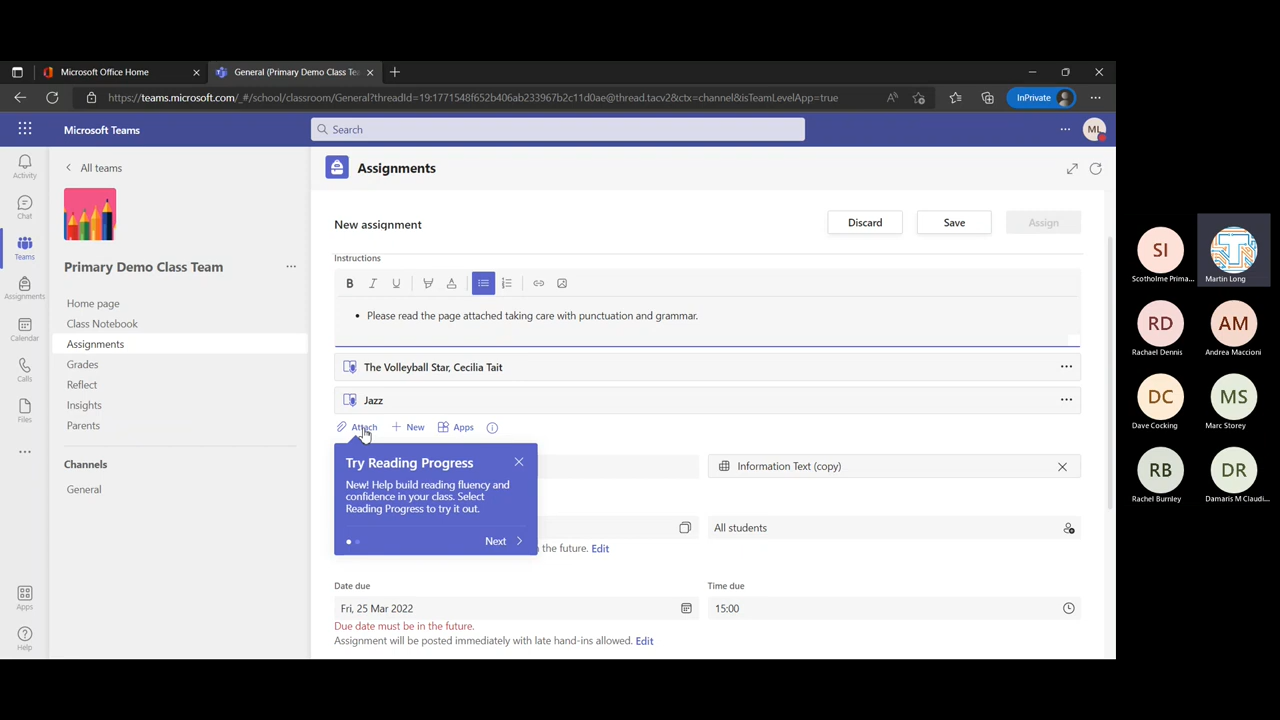 Microsoft Office Home
General (Primary Demo Class Te
https://teams.microsoft.com/_#/school/classroom/General?threadId=19:1771548f652b406ab233967b2c11d0ae@thread.tacv2&ctx=channel&isTeamLevelApp=true
InPrivate
Microsoft Teams
Search
ML
Activity
Chat
Teams
Assignments
Calendar
Calls
Files
Apps
Help
All teams
Primary Demo Class Team
Home page
Class Notebook
Assignments
Grades
Reflect
Insights
Parents
Channels
General
Assignments
New assignment
Discard
Save
Assign
Instructions
B I U
• Please read the page attached taking care with punctuation and grammar.
The Volleyball Star, Cecilia Tait
Jazz
Attach
New
Apps
Try Reading Progress
New! Help build reading fluency and
confidence in your class. Select
Reading Progress to try it out.
Next
Information Text (copy)
All students
the future. Edit
Date due
Time due
Fri, 25 Mar 2022
15:00
Due date must be in the future.
Assignment will be posted immediately with late hand-ins allowed. Edit
SI
Scotholme Prima...
Martin Long
RD
Rachael Dennis
AM
Andrea Maccioni
DC
Dave Cocking
MS
Marc Storey
RB
Rachel Burnley
DR
Damaris M Claudi...